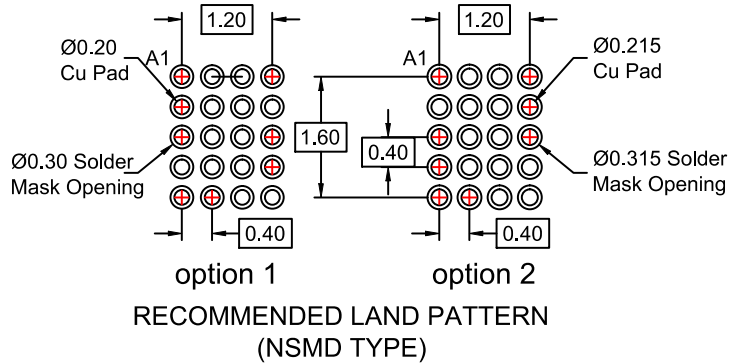 1.20
1.20
Ø0.20
Cu Pad
A1
A1
Ø0.215
Cu Pad
1.60
0.40
Ø0.30 Solder
Mask Opening
Ø0.315 Solder
Mask Opening
0.40
0.40
option 1
option 2
RECOMMENDED LAND PATTERN
(NSMD TYPE)